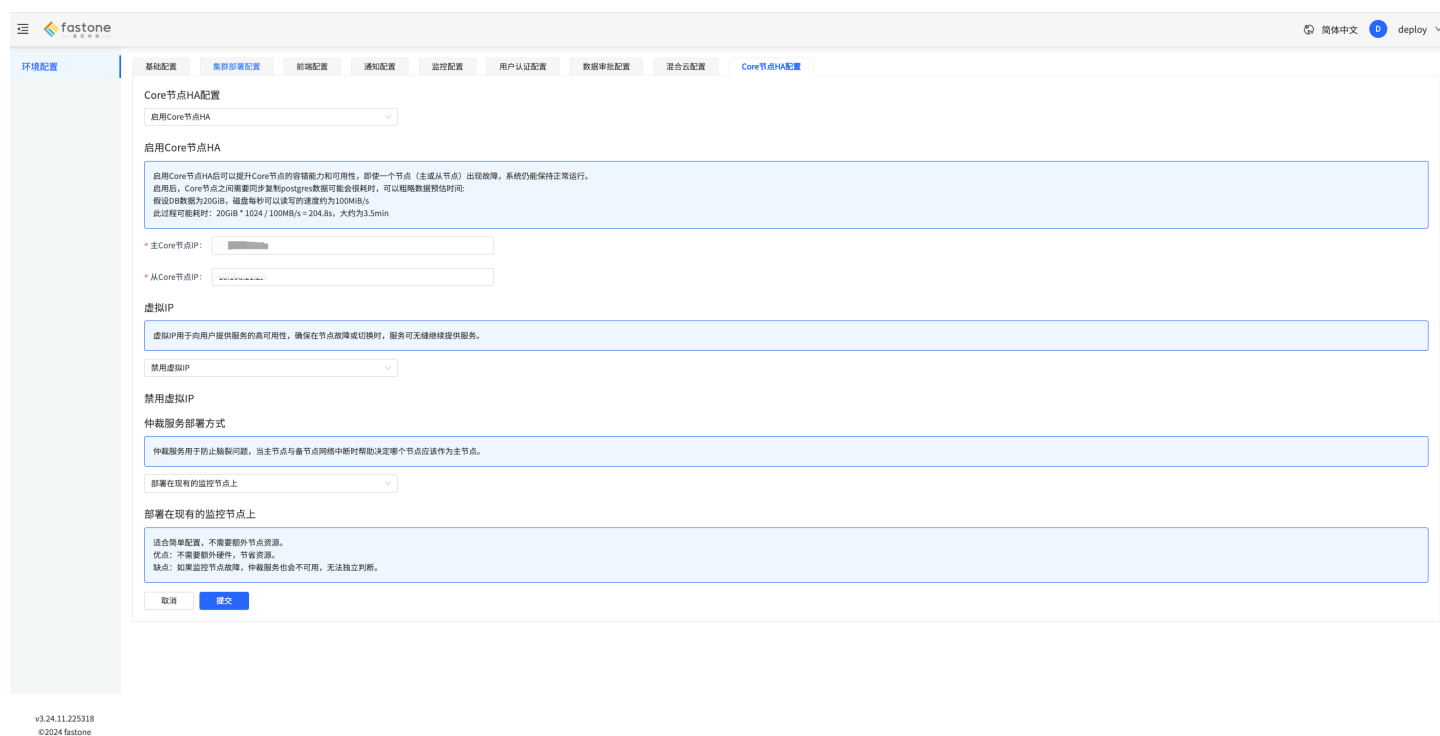 fastone
简体中文
D
deploy
环境配置
基础配置
集群部署配置
前端配置
通知配置
监控配置
用户认证配置
数据审批配置
混合云配置
Core节点HA配置
Core节点HA配置
启用Core节点HA
启用Core节点HA
启用Core节点HA后可以提升Core节点的容错能力和可用性，即使一个节点（主或从节点）出现故障，系统仍能保持正常运行。
启用后，Core节点之间需要同步复制postgres数据可能会很耗时，可以粗略数据预估时间:
假设DB数据为20GiB，磁盘每秒可以读写的速度约为100MiB/s
此过程可能耗时：20GiB * 1024 / 100MB/s = 204.8s，大约为3.5min
* 主Core节点IP:
* 从Core节点IP:
虚拟IP
虚拟IP用于向用户提供服务的高可用性，确保在节点故障或切换时，服务可无缝继续提供服务。
禁用虚拟IP
禁用虚拟IP
仲裁服务部署方式
仲裁服务用于防止脑裂问题，当主节点与备节点网络中断时帮助决定哪个节点应该作为主节点。
部署在现有的监控节点上
部署在现有的监控节点上
适合简单配置，不需要额外节点资源。
优点：不需要额外硬件，节省资源。
缺点：如果监控节点故障，仲裁服务也会不可用，无法独立判断。
取消
提交
v3.24.11.225318
©2024 fastone